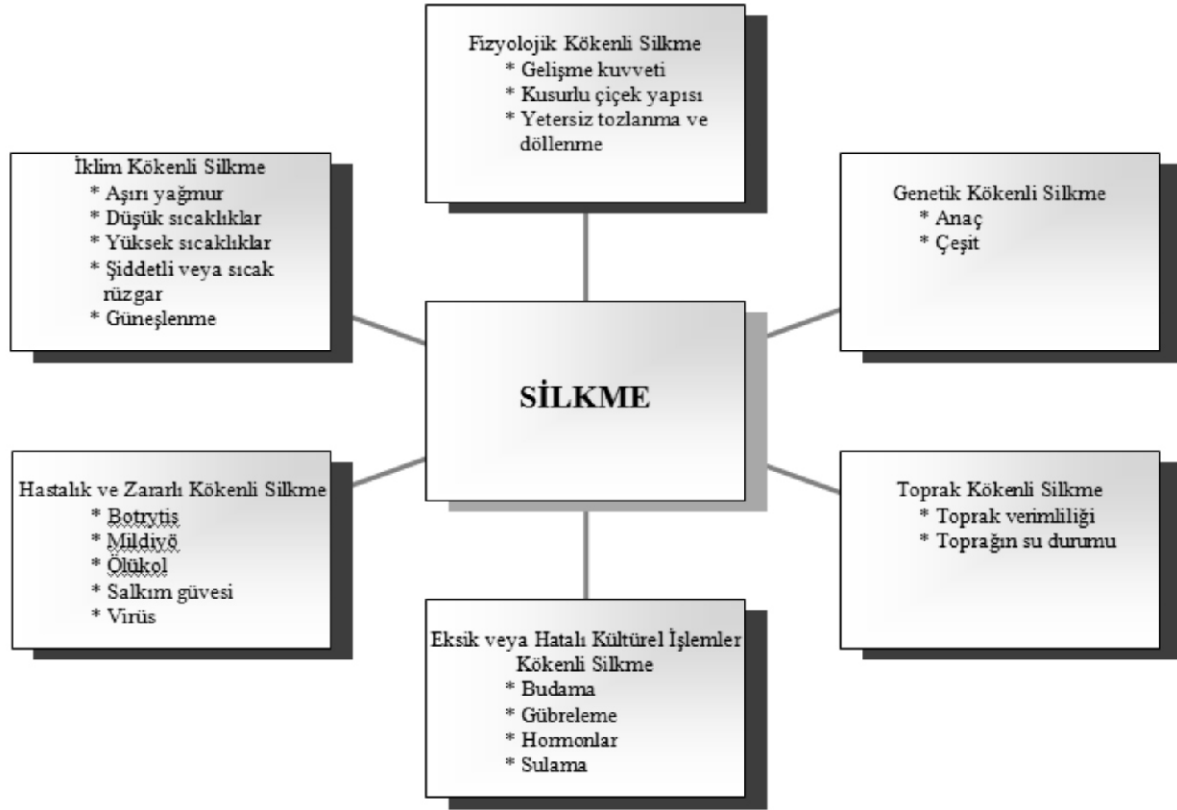 Fizyolojik Kökenli Silkme
* Gelişme kuvveti
* Kusurlu çiçek yapısı
* Yetersiz tozlanma ve
döllenme
İklim Kökenli Silkme
* Aşırı yağmur
* Düşük sıcaklıklar
* Yüksek sıcaklıklar
* Şiddetli veya sıcak
rüzgar
* Güneşlenme
Genetik Kökenli Silkme
* Anaç
* Çeşit
SİLKME
Hastalık ve Zararlı Kökenli Silkme
* Botrytis
* Mildiyö
* Ölükol
* Salkım güvesi
* Virüs
Toprak Kökenli Silkme
* Toprak verimliliği
* Toprağın su durumu
Eksik veya Hatalı Kültürel İşlemler
Kökenli Silkme
* Budama
* Gübreleme
* Hormonlar
* Sulama